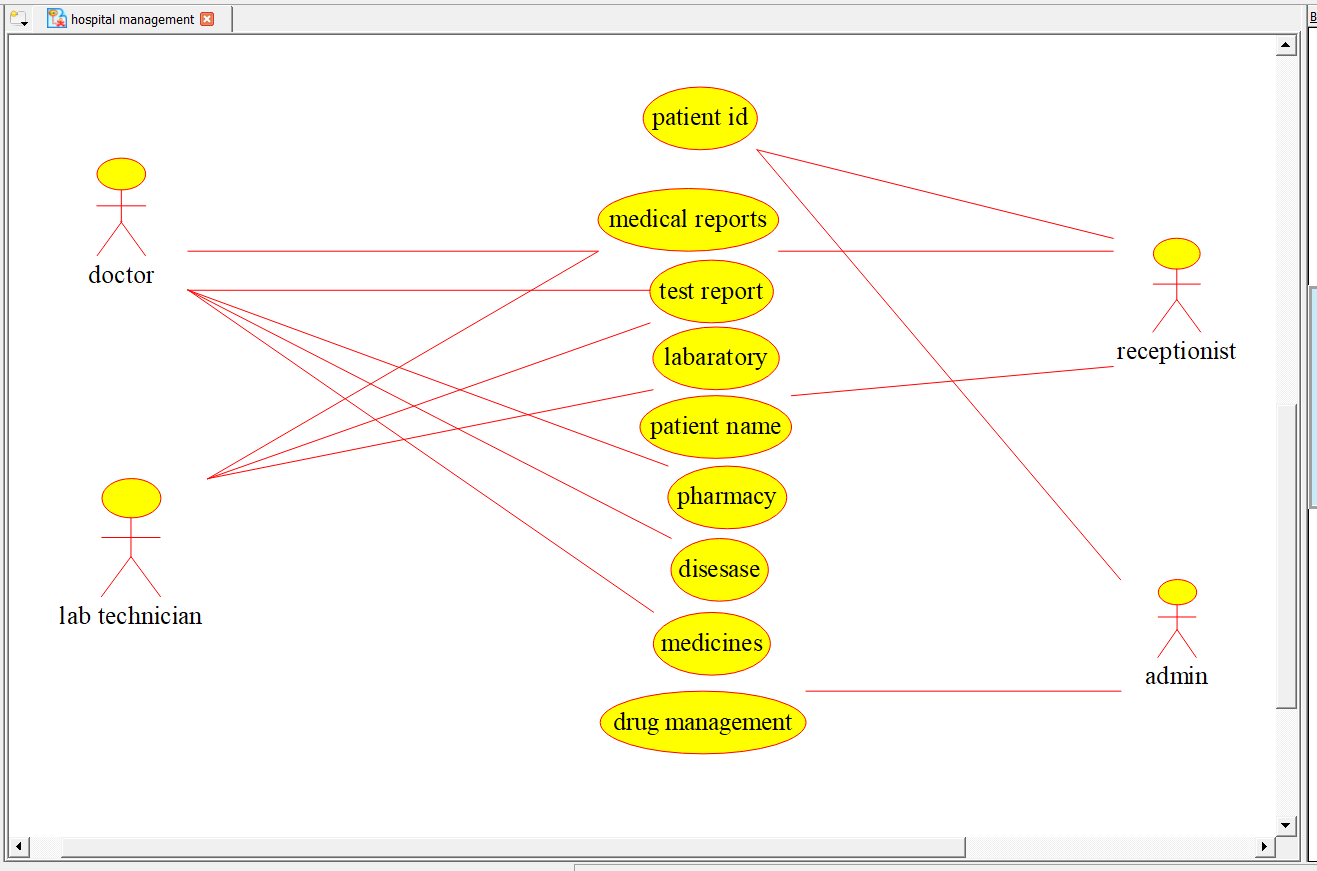 hospital management
B
patient id
medical reports
doctor
test report
labaratory
receptionist
patient name
pharmacy
disesase
lab technician
medicines
admin
drug management